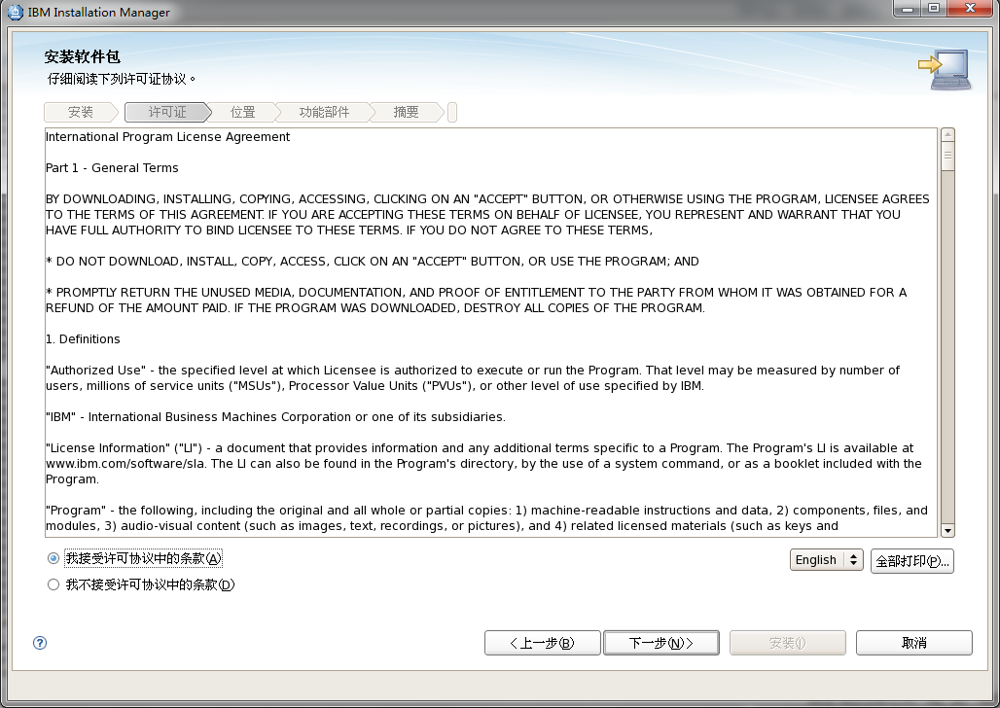 IBM Installation Manager
安装软件包
仔细阅读下列许可证协议。
安装
许可证
位置
功能部件
摘要
International Program License Agreement
Part 1 - General Terms
BY DOWNLOADING, INSTALLING, COPYING, ACCESSING, CLICKING ON AN "ACCEPT" BUTTON, OR OTHERWISE USING THE PROGRAM, LICENSEE AGREES
TO THE TERMS OF THIS AGREEMENT. IF YOU ARE ACCEPTING THESE TERMS ON BEHALF OF LICENSEE, YOU REPRESENT AND WARRANT THAT YOU
HAVE FULL AUTHORITY TO BIND LICENSEE TO THESE TERMS. IF YOU DO NOT AGREE TO THESE TERMS,
* DO NOT DOWNLOAD, INSTALL, COPY, ACCESS, CLICK ON AN "ACCEPT" BUTTON, OR USE THE PROGRAM; AND
* PROMPTLY RETURN THE UNUSED MEDIA, DOCUMENTATION, AND PROOF OF ENTITLEMENT TO THE PARTY FROM WHOM IT WAS OBTAINED FOR A
REFUND OF THE AMOUNT PAID. IF THE PROGRAM WAS DOWNLOADED, DESTROY ALL COPIES OF THE PROGRAM.
1. Definitions
"Authorized Use" - the specified level at which Licensee is authorized to execute or run the Program. That level may be measured by number of
users, millions of service units ("MSUs"), Processor Value Units ("PVUs"), or other level of use specified by IBM.
"IBM" - International Business Machines Corporation or one of its subsidiaries.
"License Information" ("LI") - a document that provides information and any additional terms specific to a Program. The Program's LI is available at
www.ibm.com/software/sla. The LI can also be found in the Program's directory, by the use of a system command, or as a booklet included with the
Program.
"Program" - the following, including the original and all whole or partial copies: 1) machine-readable instructions and data, 2) components, files, and
modules, 3) audio-visual content (such as images, text, recordings, or pictures), and 4) related licensed materials (such as keys and
我接受许可协议中的条款(A)
English
全部打印(P)...
我不接受许可协议中的条款(D)
?
<上一步(B)
下一步(N)>
安装(I)
取消